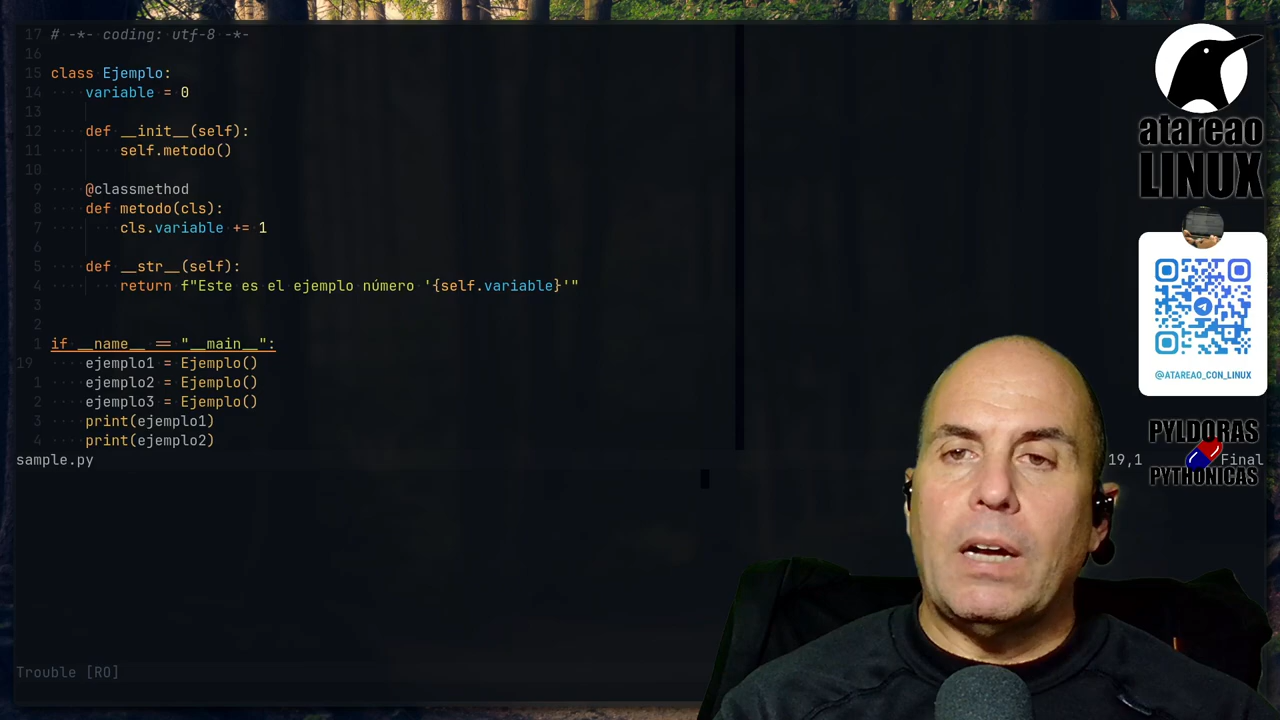 17 # -*- coding: utf-8 -*-
16
15 class Ejemplo:
14 variable = 0
13
12 def __init__(self):
11 self.metodo()
10
9 @classmethod
8 def metodo(cls):
7 cls.variable += 1
6
5 def __str__(self):
4 return f"Este es el ejemplo número '{self.variable}'"
3
2
1 if __name__ == "__main__":
19 ejemplo1 = Ejemplo()
1 ejemplo2 = Ejemplo()
2 ejemplo3 = Ejemplo()
3 print(ejemplo1)
4 print(ejemplo2)
sample.py 19,1 Final
Trouble [RO]
atareao
LINUX
@ATAREAO_CON_LINUX
PYLDORAS
PYTHONICAS